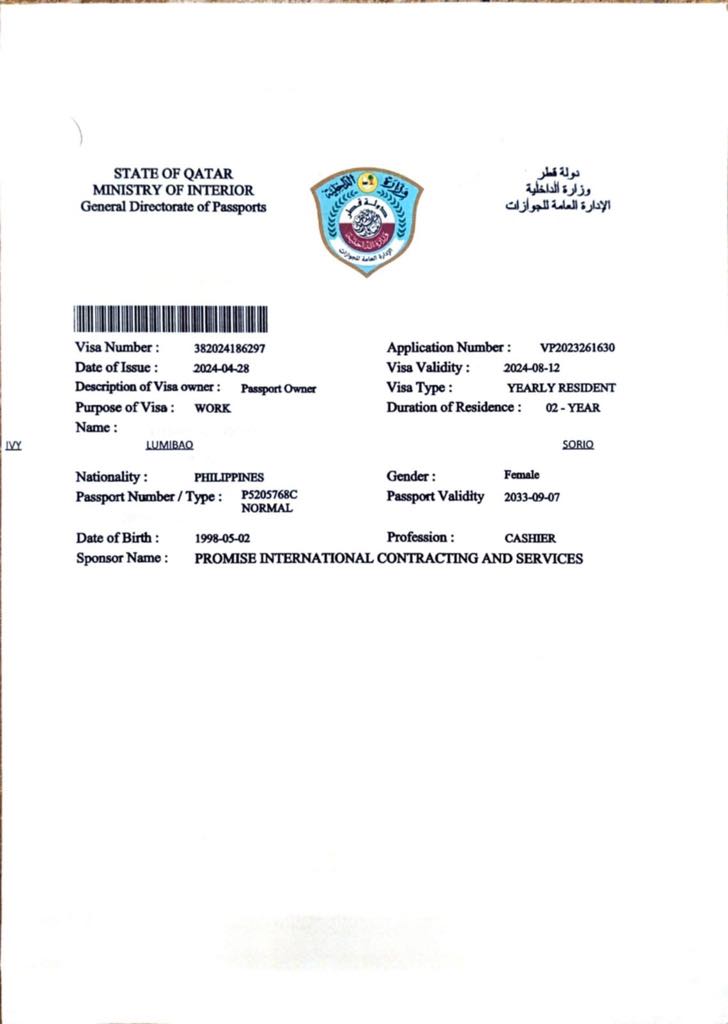 STATE OF QATAR
MINISTRY OF INTERIOR
General Directorate of Passports
دولة قطر
وزارة الداخلية
الإدارة العامة للجوازات
وزارة الداخلية
دولة قطر
وزارة الداخلية
الإدارة العامة للجوازات
Visa Number : 382024186297 Application Number : VP2023261630
Date of Issue : 2024-04-28 Visa Validity : 2024-08-12
Description of Visa owner : Passport Owner Visa Type : YEARLY RESIDENT
Purpose of Visa : WORK Duration of Residence : 02 - YEAR
Name :
IVY LUMIBAO SORIO
Nationality : PHILIPPINES Gender : Female
Passport Number / Type : P5205768C Passport Validity 2033-09-07
NORMAL
Date of Birth : 1998-05-02 Profession : CASHIER
Sponsor Name : PROMISE INTERNATIONAL CONTRACTING AND SERVICES